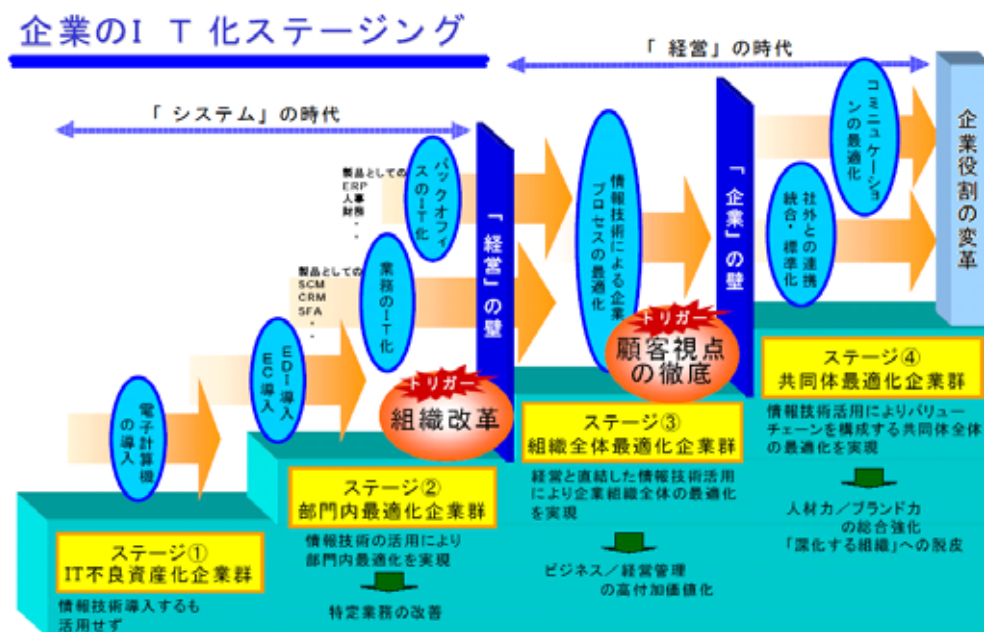 企業のＩＴ化ステージング
「経営」の時代
「システム」の時代
電子計算機
の導入
EDI導入
EC導入
製品としての
SCM
CRM
SFA
・・
業務のIT化
製品としての
ERP
人事
財務
・・
バックオフィ
スのIT化
「経営」の壁
トリガー
組織改革
情報技術による企業
プロセスの最適化
トリガー
顧客視点
の徹底
「企業」の壁
社外との連携
統合・標準化
コミニュケーショ
ンの最適化
企業役割の変革
ステージ①
IT不良資産化企業群
情報技術導入するも
活用せず
ステージ②
部門内最適化企業群
情報技術の活用により
部門内最適化を実現
特定業務の改善
ステージ③
組織全体最適化企業群
経営と直結した情報技術活用
により企業組織全体の最適化
を実現
ビジネス／経営管理
の高付加価値化
ステージ④
共同体最適化企業群
情報技術活用によりバリュー
チェーンを構成する共同体全体
の最適化を実現
人材力／ブランド力
の総合強化
「深化する組織」への脱皮